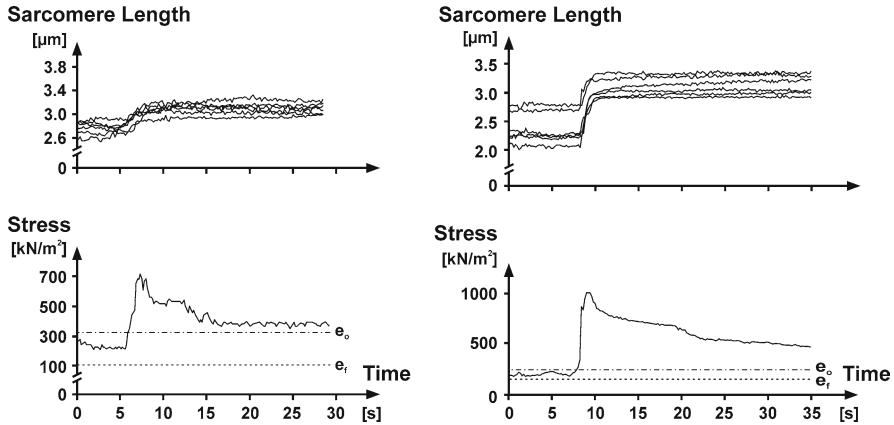 Sarcomere Length
[μm]
3.8
3.4
3.0
2.6
0
Stress
[kN/m²]
700
500
300
100
0
eₒ
e_f
Time
0 5 10 15 20 25 30 [s]
Sarcomere Length
[μm]
3.5
3.0
2.5
2.0
0
Stress
[kN/m²]
1000
500
0
eₒ
e_f
Time
0 5 10 15 20 25 30 35 [s]